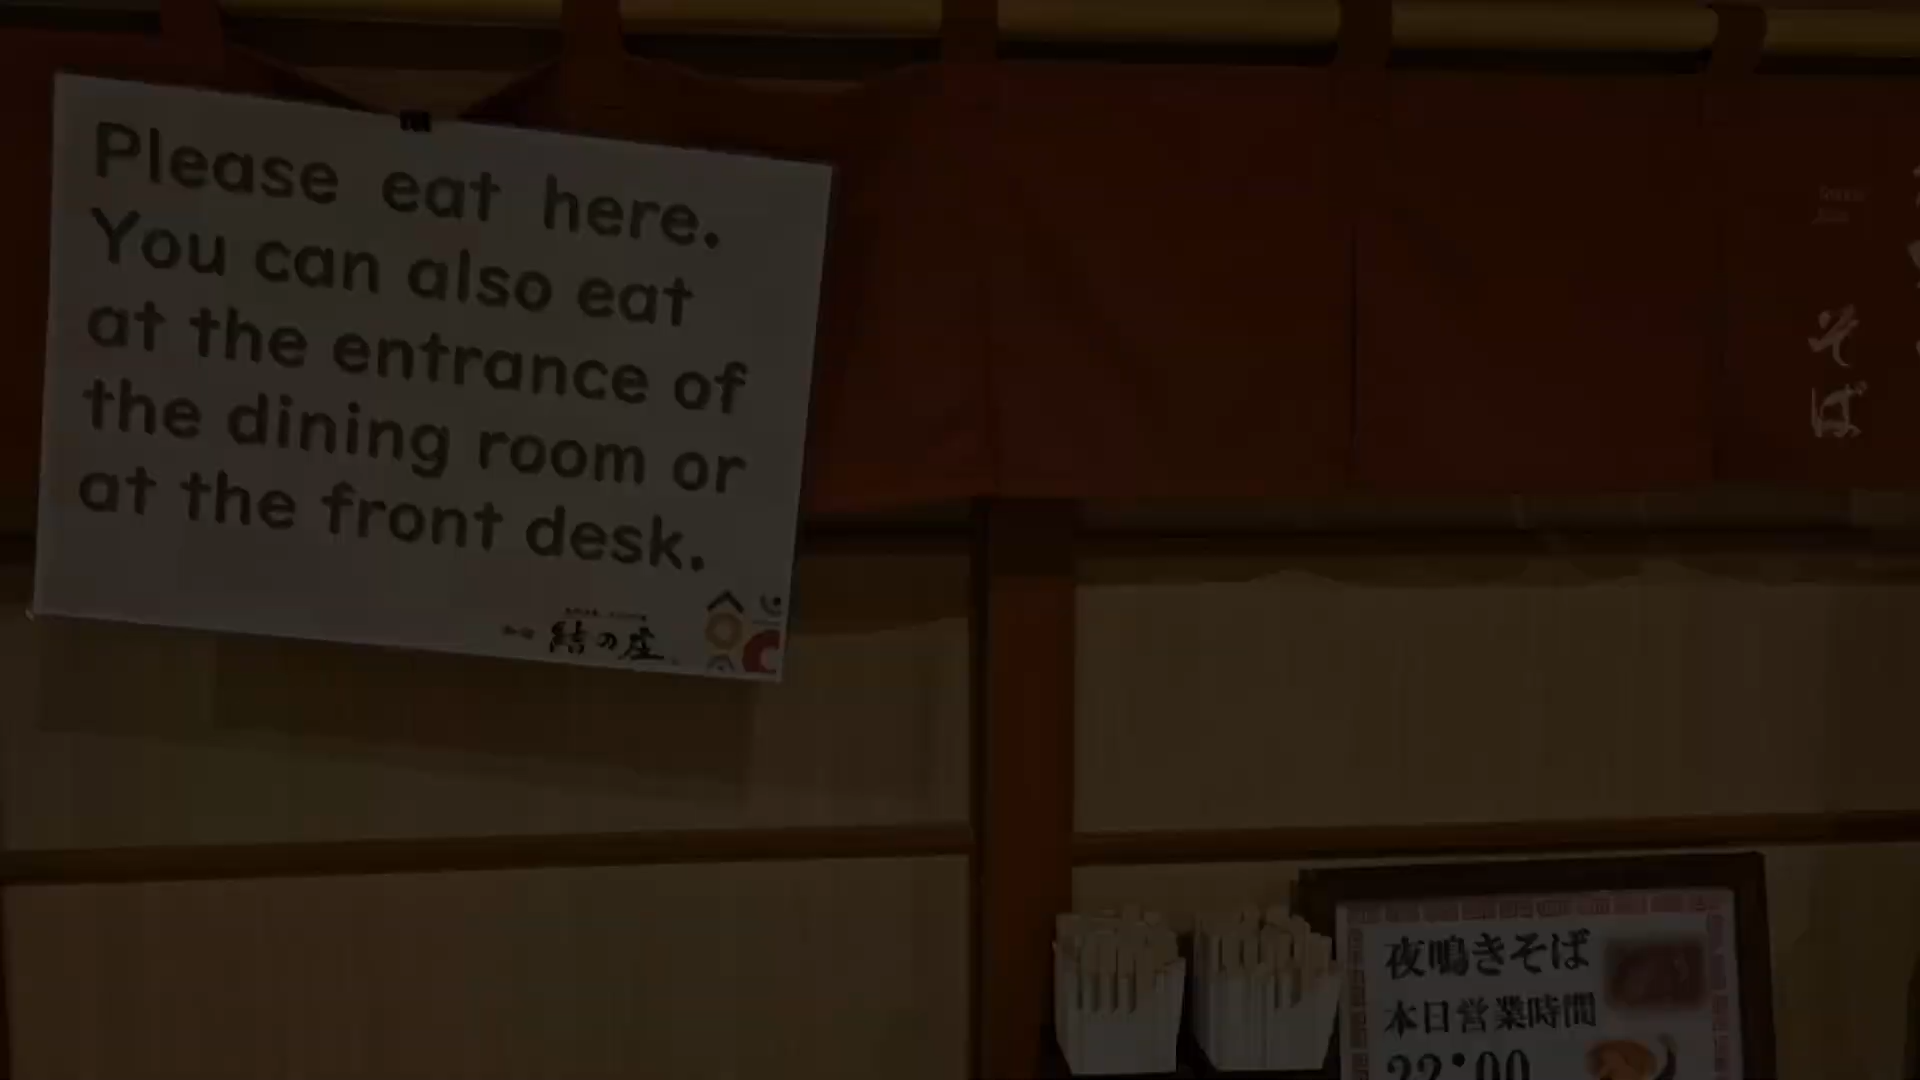 Please eat here.
You can also eat
at the entrance of
the dining room or
at the front desk.
結の座
そば
夜鳴きそば
本日営業時間
22:00